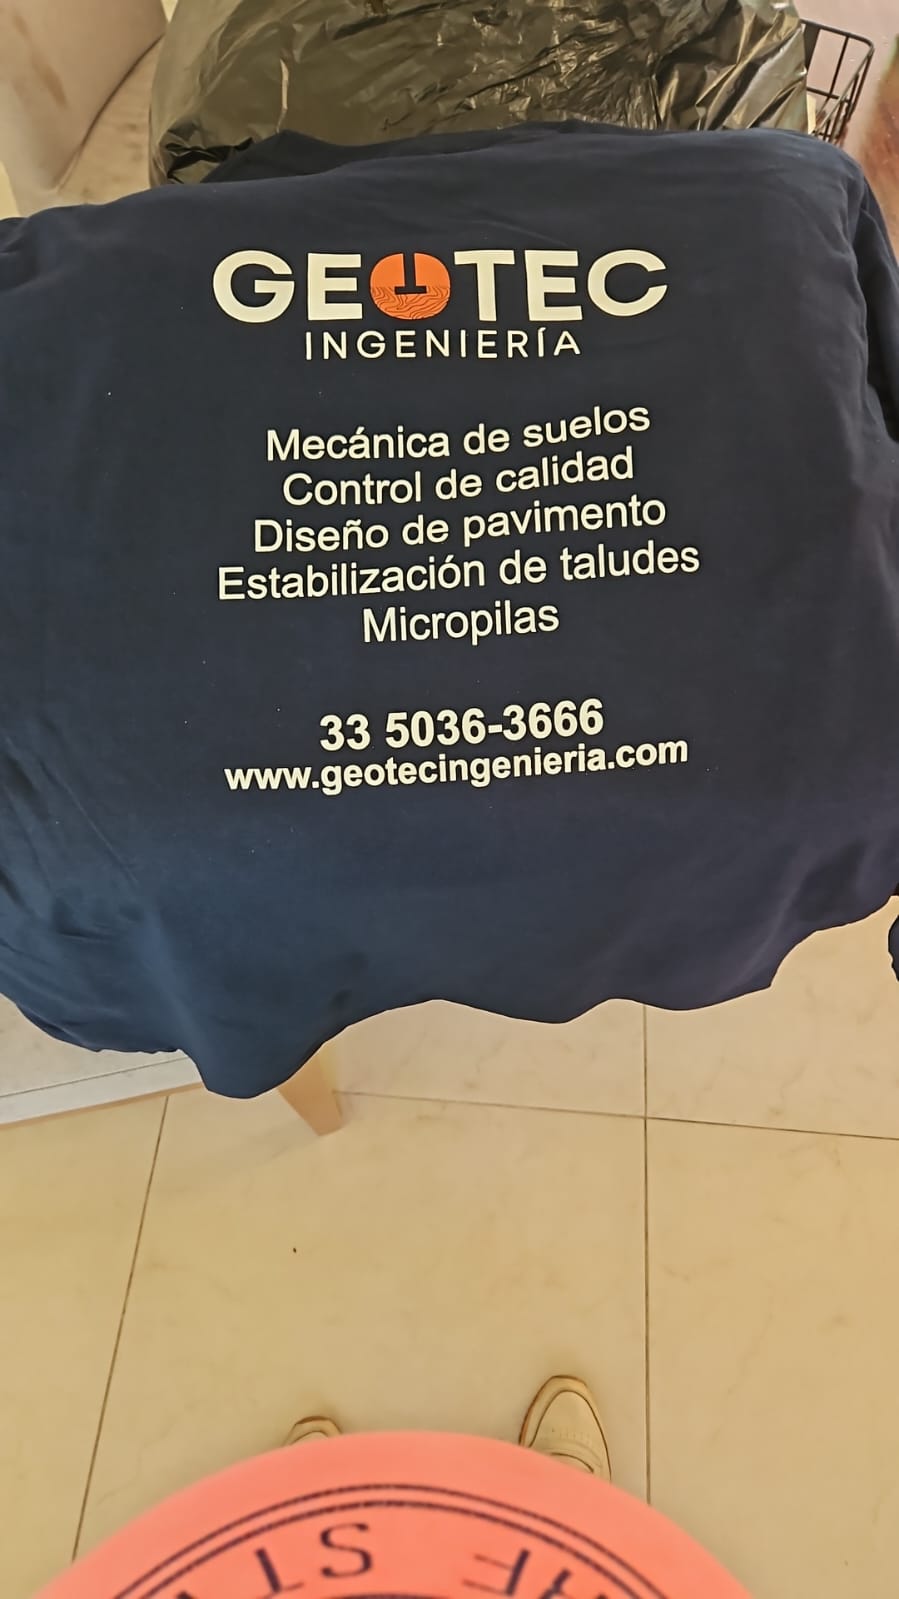 GEOTEC
INGENIERÍA
Mecánica de suelos
Control de calidad
Diseño de pavimento
Estabilización de taludes
Micropilas
33 5036-3666
www.geotecingenieria.com